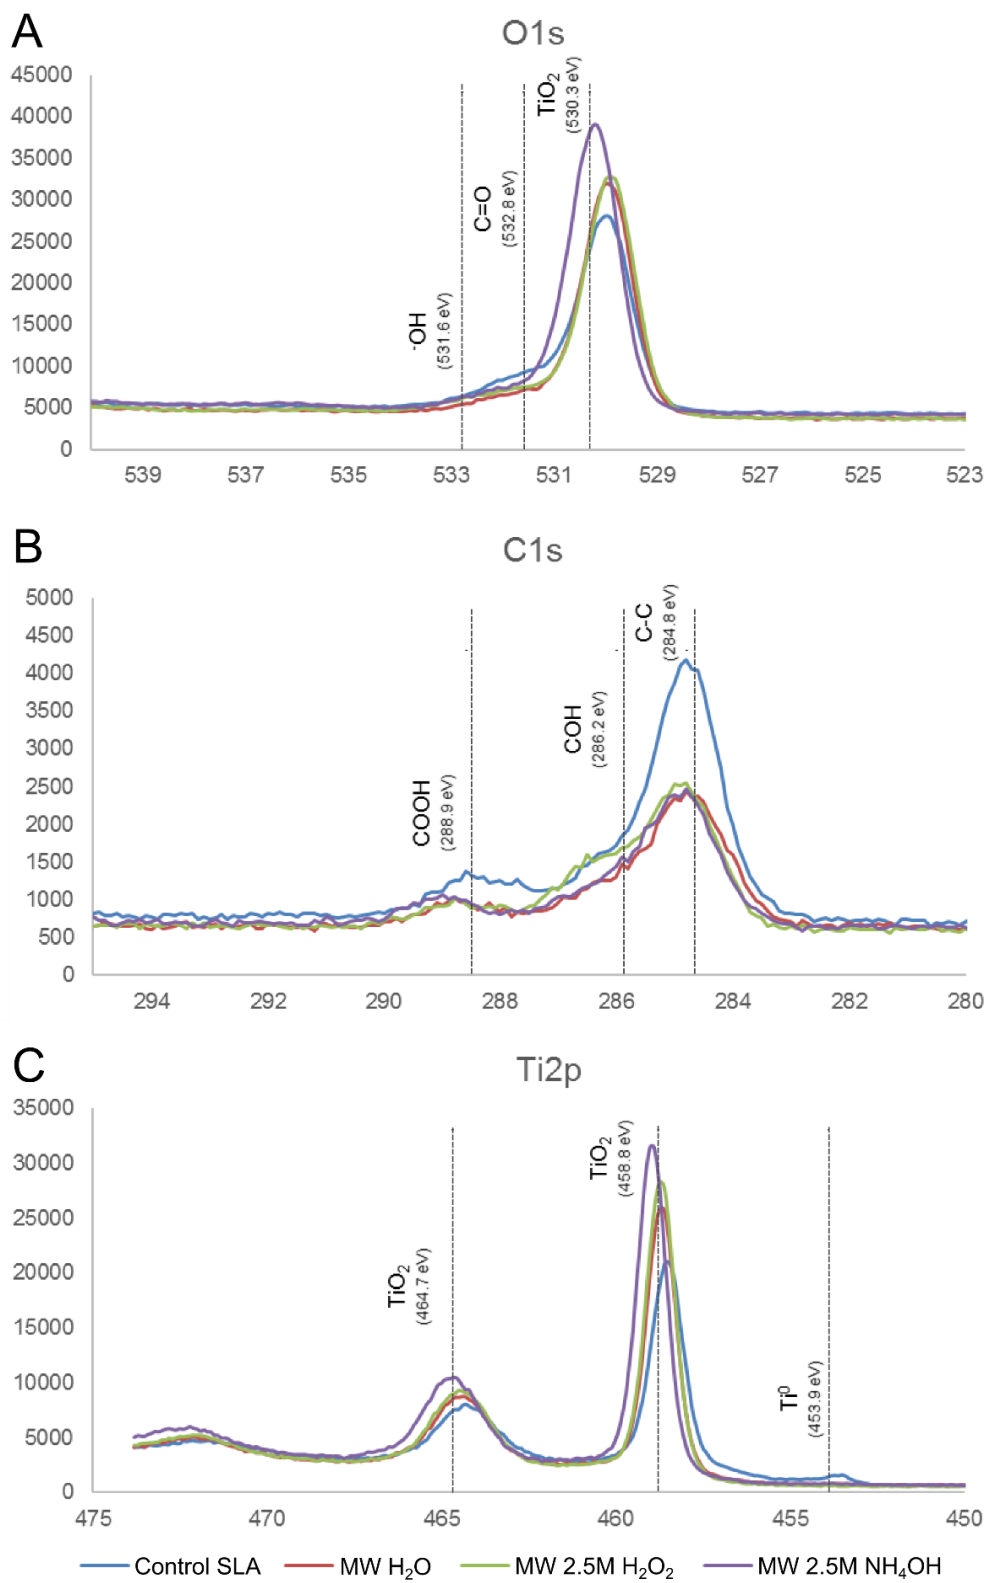 A
O1s
45000
40000
35000
30000
25000
20000
15000
10000
5000
0
-OH
(531.6 eV)
C=O
(532.8 eV)
TiO2
(530.3 eV)
539
537
535
533
531
529
527
525
523
B
C1s
5000
4500
4000
3500
3000
2500
2000
1500
1000
500
0
COOH
(288.9 eV)
COH
(286.2 eV)
C-C
(284.8 eV)
294
292
290
288
286
284
282
280
C
Ti2p
35000
30000
25000
20000
15000
10000
5000
0
TiO2
(464.7 eV)
TiO2
(458.8 eV)
Ti0
(453.9 eV)
475
470
465
460
455
450
Control SLA
MW H2O
MW 2.5M H2O2
MW 2.5M NH4OH